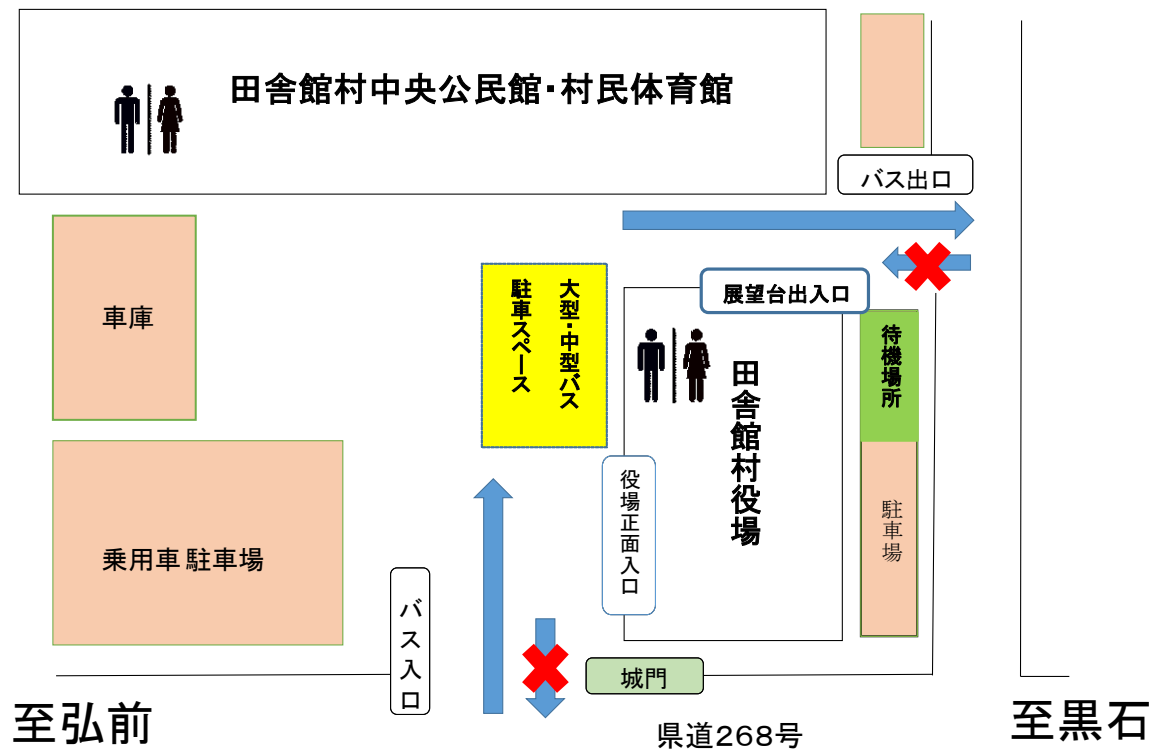 田舎館村中央公民館・村民体育館
バス出口
車庫
大型・中型バス
駐車スペース
展望台出入口
待機場所
田舎館村役場
役場正面入口
駐車場
乗用車駐車場
バス入口
城門
至弘前
県道268号
至黒石